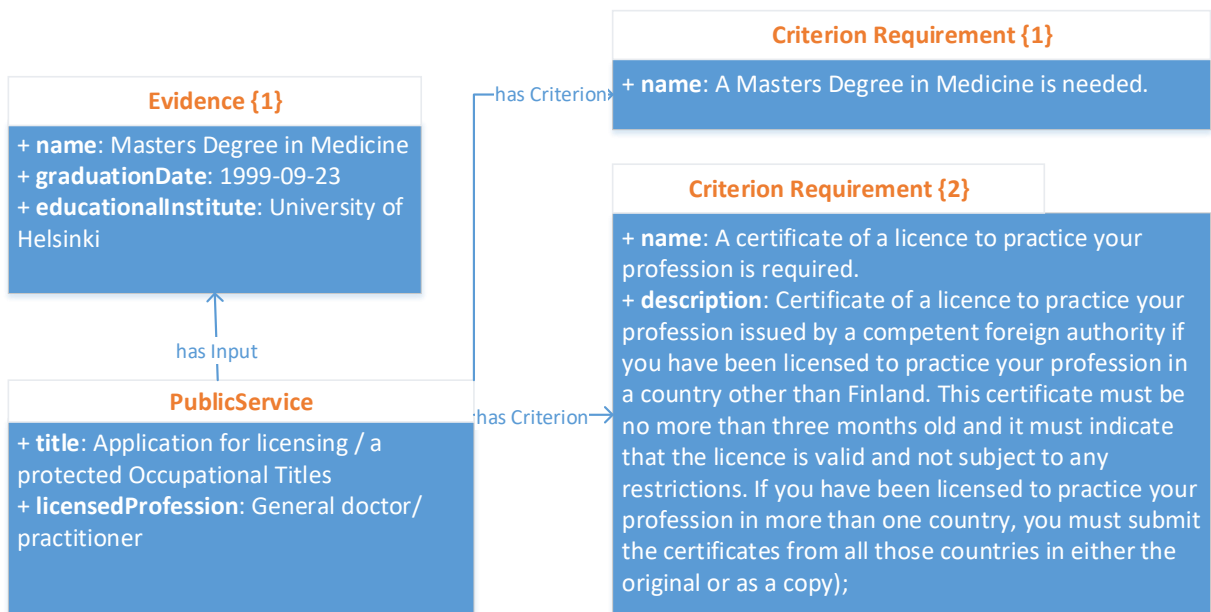 Criterion Requirement {1}
+ name: A Masters Degree in Medicine is needed.
Evidence {1}
+ name: Masters Degree in Medicine
+ graduationDate: 1999-09-23
+ educationalInstitute: University of
Helsinki
has Criterion
has Input
PublicService
+ title: Application for licensing / a
protected Occupational Titles
+ licensedProfession: General doctor/
practitioner
has Criterion
Criterion Requirement {2}
+ name: A certificate of a licence to practice your
profession is required.
+ description: Certificate of a licence to practice your
profession issued by a competent foreign authority if
you have been licensed to practice your profession in
a country other than Finland. This certificate must be
no more than three months old and it must indicate
that the licence is valid and not subject to any
restrictions. If you have been licensed to practice your
profession in more than one country, you must submit
the certificates from all those countries in either the
original or as a copy);